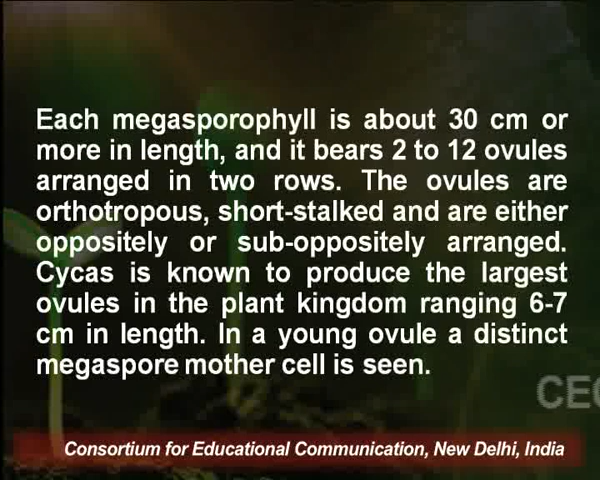 Each megasporophyll is about 30 cm or
more in length, and it bears 2 to 12 ovules
arranged in two rows. The ovules are
orthotropous, short-stalked and are either
oppositely or sub-oppositely arranged.
Cycas is known to produce the largest
ovules in the plant kingdom ranging 6-7
cm in length. In a young ovule a distinct
megaspore mother cell is seen.
CEC
Consortium for Educational Communication, New Delhi, India